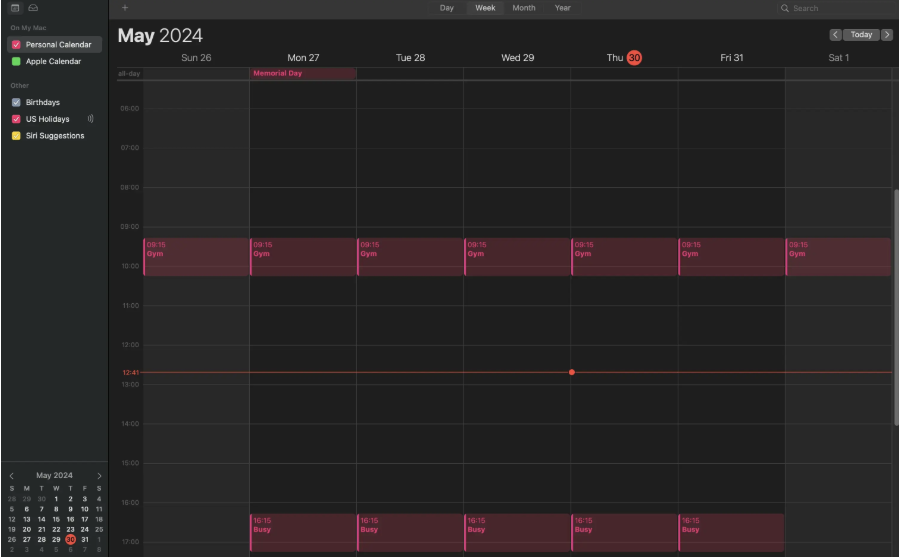 Day Week Month Year
Search
On My Mac
Personal Calendar
Apple Calendar
Other
Birthdays
US Holidays
Siri Suggestions
May 2024
Today
Sun 26 Mon 27 Tue 28 Wed 29 Thu 30 Fri 31 Sat 1
all-day Memorial Day
06:00
07:00
08:00
09:00
09:15 09:15 09:15 09:15 09:15 09:15 09:15
Gym Gym Gym Gym Gym Gym Gym
10:00
11:00
12:00
12:41
13:00
14:00
15:00
16:00
16:15 16:15 16:15 16:15 16:15
Busy Busy Busy Busy Busy
17:00
May 2024
S M T W T F S
28 29 30 1 2 3 4
5 6 7 8 9 10 11
12 13 14 15 16 17 18
19 20 21 22 23 24 25
26 27 28 29 30 31 1
2 3 4 5 6 7 8